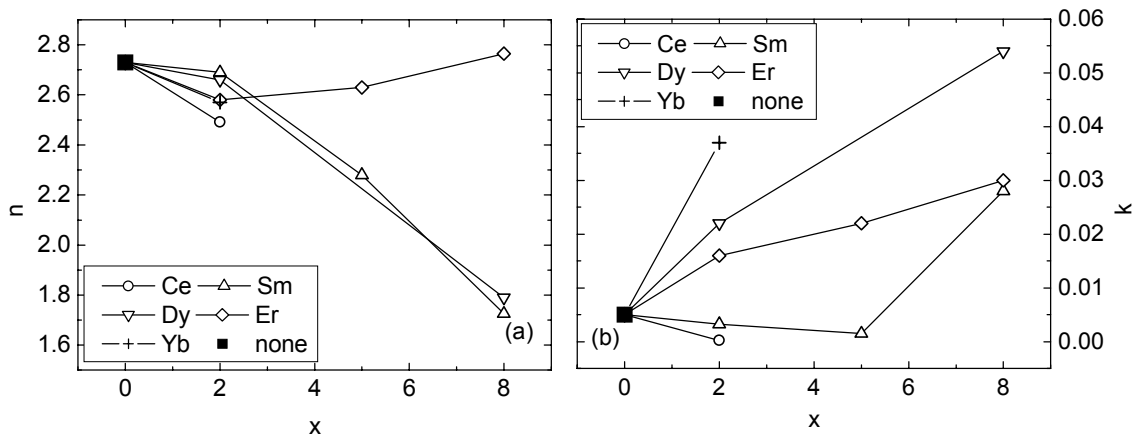 2.8
2.6
2.4
2.2
2.0
1.8
1.6
n
Ce Sm
Dy Er
Yb none
(a)
0 2 4 6 8
x
Ce Sm
Dy Er
Yb none
(b)
0.06
0.05
0.04
0.03
0.02
0.01
0.00
k
0 2 4 6 8
x